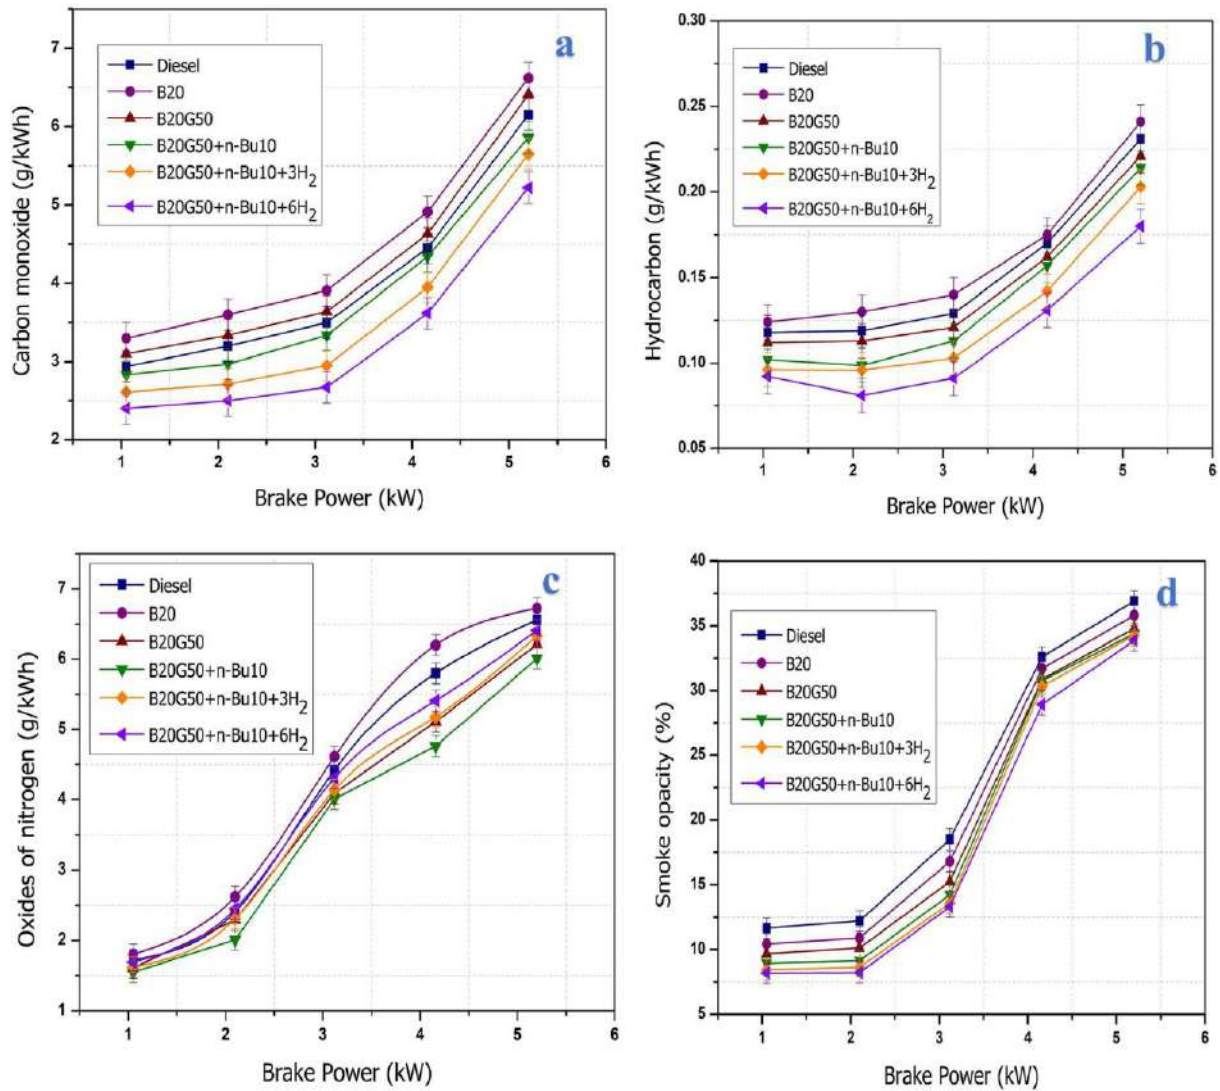 a
Diesel
B20
B20G50
B20G50+n-Bu10
B20G50+n-Bu10+3H2
B20G50+n-Bu10+6H2
Carbon monoxide (g/kWh)
7
6
5
4
3
2
1 2 3 4 5 6
Brake Power (kW)
b
Diesel
B20
B20G50
B20G50+n-Bu10
B20G50+n-Bu10+3H2
B20G50+n-Bu10+6H2
Hydrocarbon (g/kWh)
0.30
0.25
0.20
0.15
0.10
0.05
1 2 3 4 5 6
Brake Power (kW)
c
Diesel
B20
B20G50
B20G50+n-Bu10
B20G50+n-Bu10+3H2
B20G50+n-Bu10+6H2
Oxides of nitrogen (g/kWh)
7
6
5
4
3
2
1
1 2 3 4 5 6
Brake Power (kW)
d
Diesel
B20
B20G50
B20G50+n-Bu10
B20G50+n-Bu10+3H2
B20G50+n-Bu10+6H2
Smoke opacity (%)
40
35
30
25
20
15
10
5
1 2 3 4 5 6
Brake Power (kW)